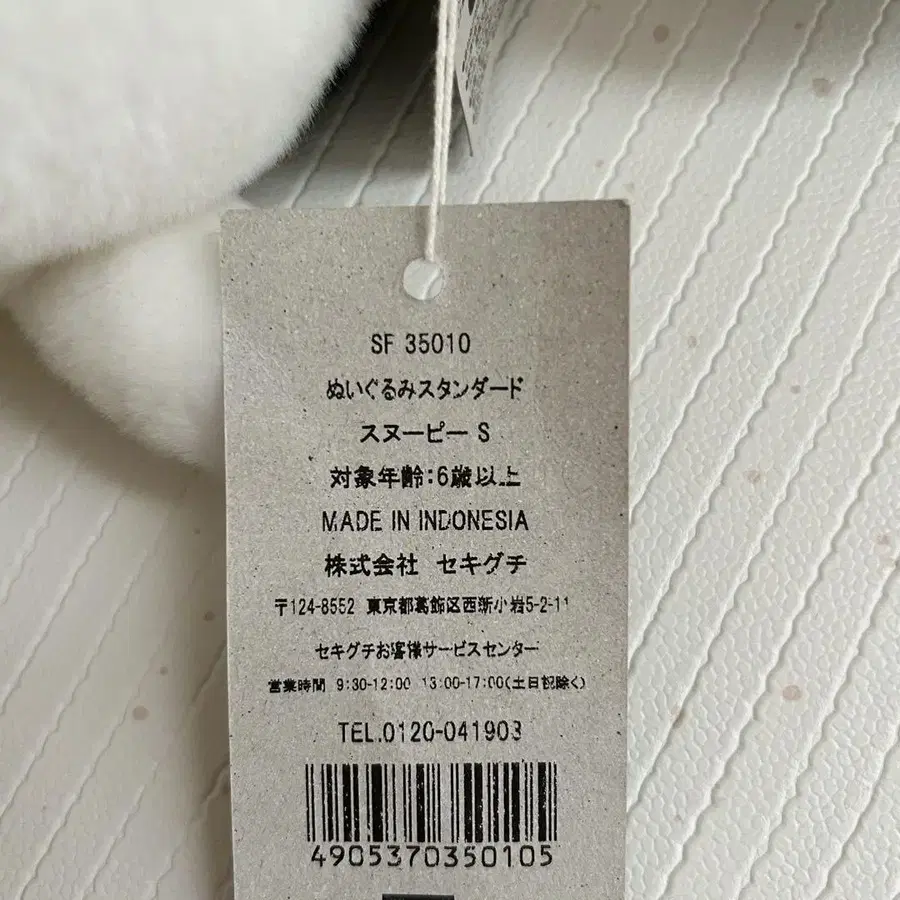 SF 35010
ぬいぐるみスタンダード
スヌーピー S
対象年齢:6歳以上
MADE IN INDONESIA
株式会社 セキグチ
〒124-8552 東京都葛飾区西新小岩5-2-11
セキグチお客様サービスセンター
営業時間 9:30-12:00 13:00-17:00(土日祝除く)
TEL.0120-041903
4905370350105